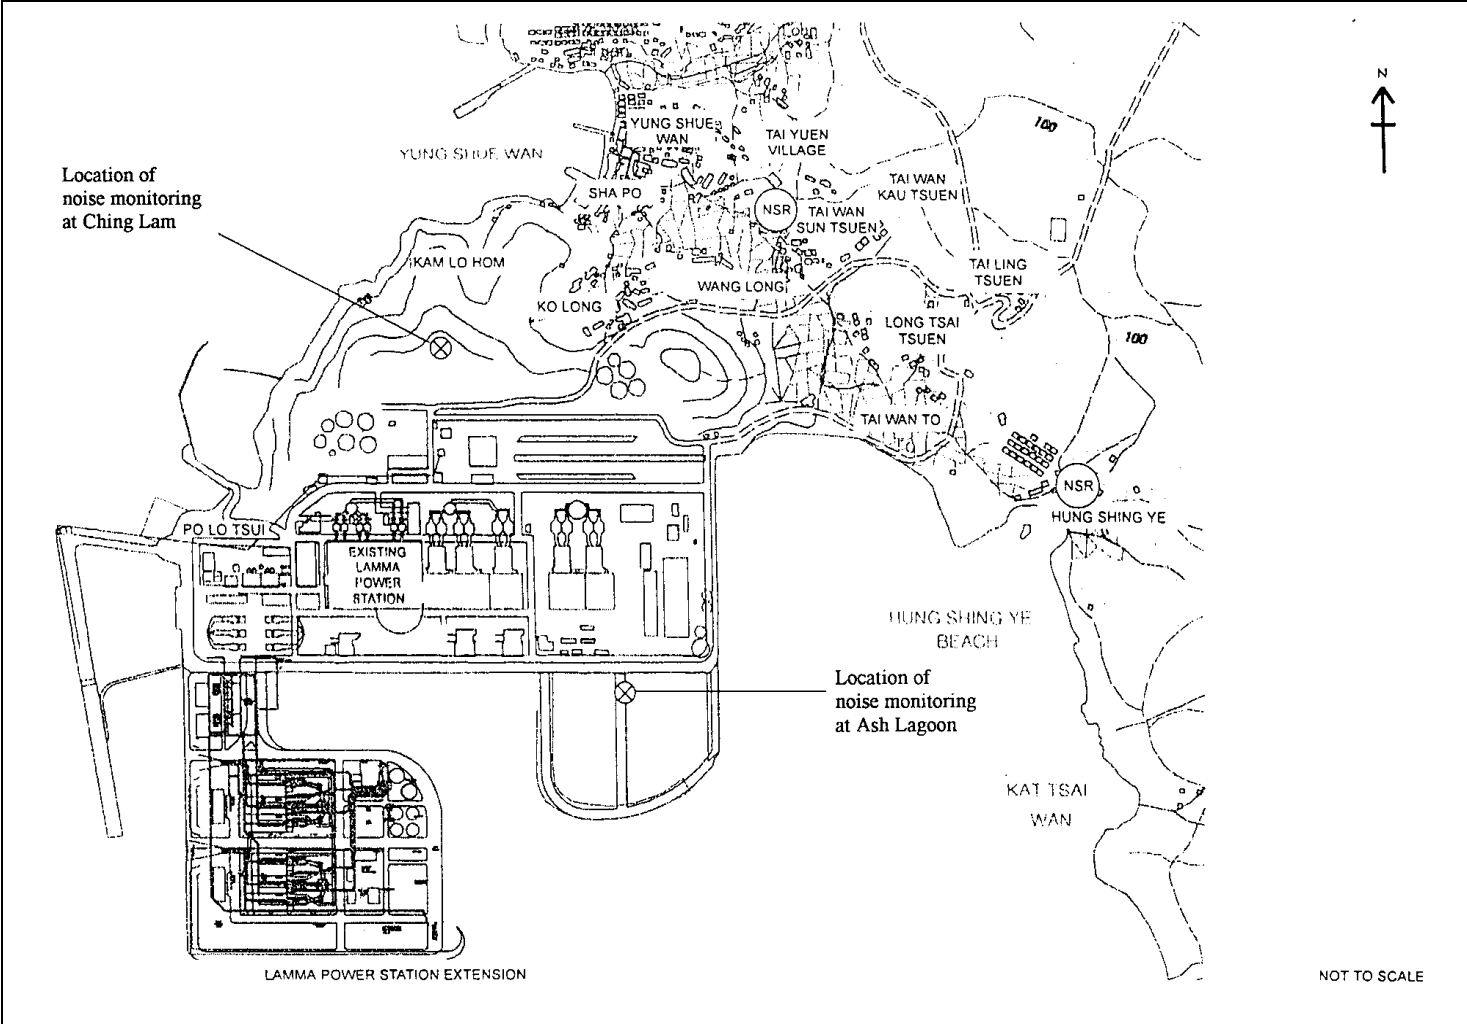 N
100
YUNG SHUE
WAN
TAI YUEN
VILLAGE
YUNG SHUE WAN
Location of
noise monitoring
at Ching Lam
TAI WAN
KAU TSUEN
SHA PO
NSR
TAI WAN
SUN TSUEN
KAM LO HOM
TAI LING
TSUEN
WANG LONG
KO LONG
LONG TSAI
TSUEN
100
TAI WAN TO
NSR
HUNG SHING YE
PO LO TSUI
EXISTING
LAMMA
POWER
STATION
HUNG SHING YE
BEACH
Location of
noise monitoring
at Ash Lagoon
KAT TSAI
WAN
LAMMA POWER STATION EXTENSION
NOT TO SCALE